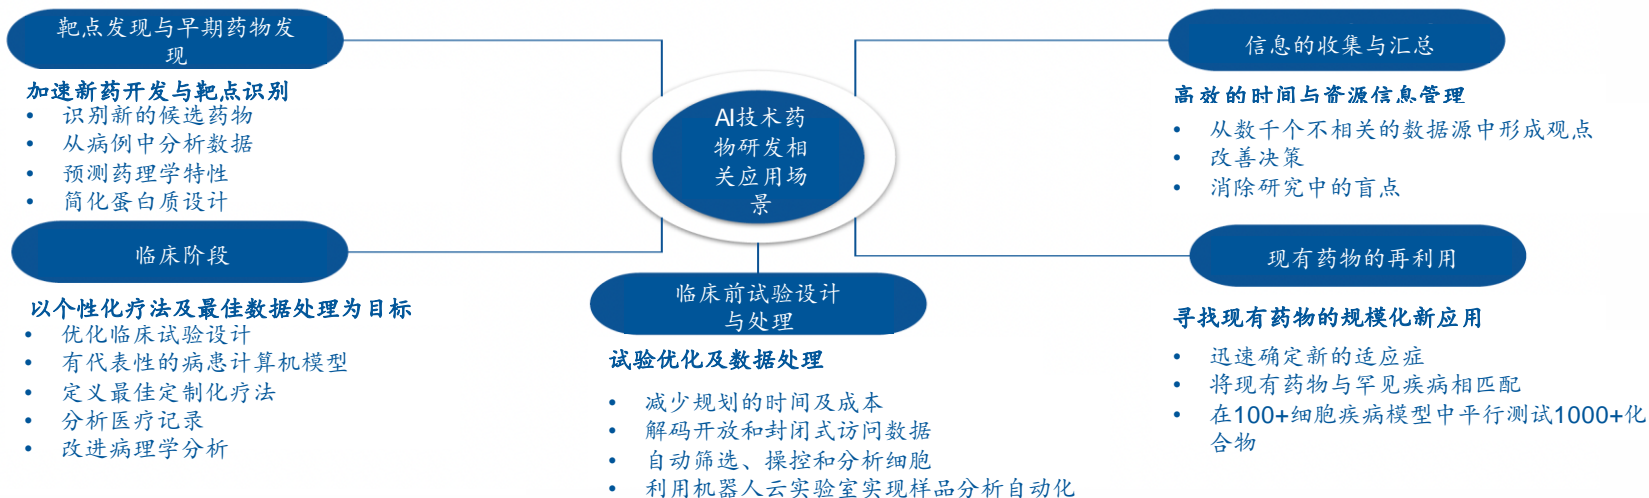 靶点发现与早期药物发
现
加速新药开发与靶点识别
• 识别新的候选药物
• 从病例中分析数据
• 预测药理学特性
• 简化蛋白质设计
临床阶段
以个性化疗法及最佳数据处理为目标
• 优化临床试验设计
• 有代表性的病患计算机模型
• 定义最佳定制化疗法
• 分析医疗记录
• 改进病理学分析
AI技术药
物研发相
关应用场
景
临床前试验设计
与处理
试验优化及数据处理
• 减少规划的时间及成本
• 解码开放和封闭式访问数据
• 自动筛选、操控和分析细胞
• 利用机器人云实验室实现样品分析自动化
信息的收集与汇总
高效的时间与资源信息管理
• 从数千个不相关的数据源中形成观点
• 改善决策
• 消除研究中的盲点
现有药物的再利用
寻找现有药物的规模化新应用
• 迅速确定新的适应症
• 将现有药物与罕见疾病相匹配
• 在100+细胞疾病模型中平行测试1000+化
合物